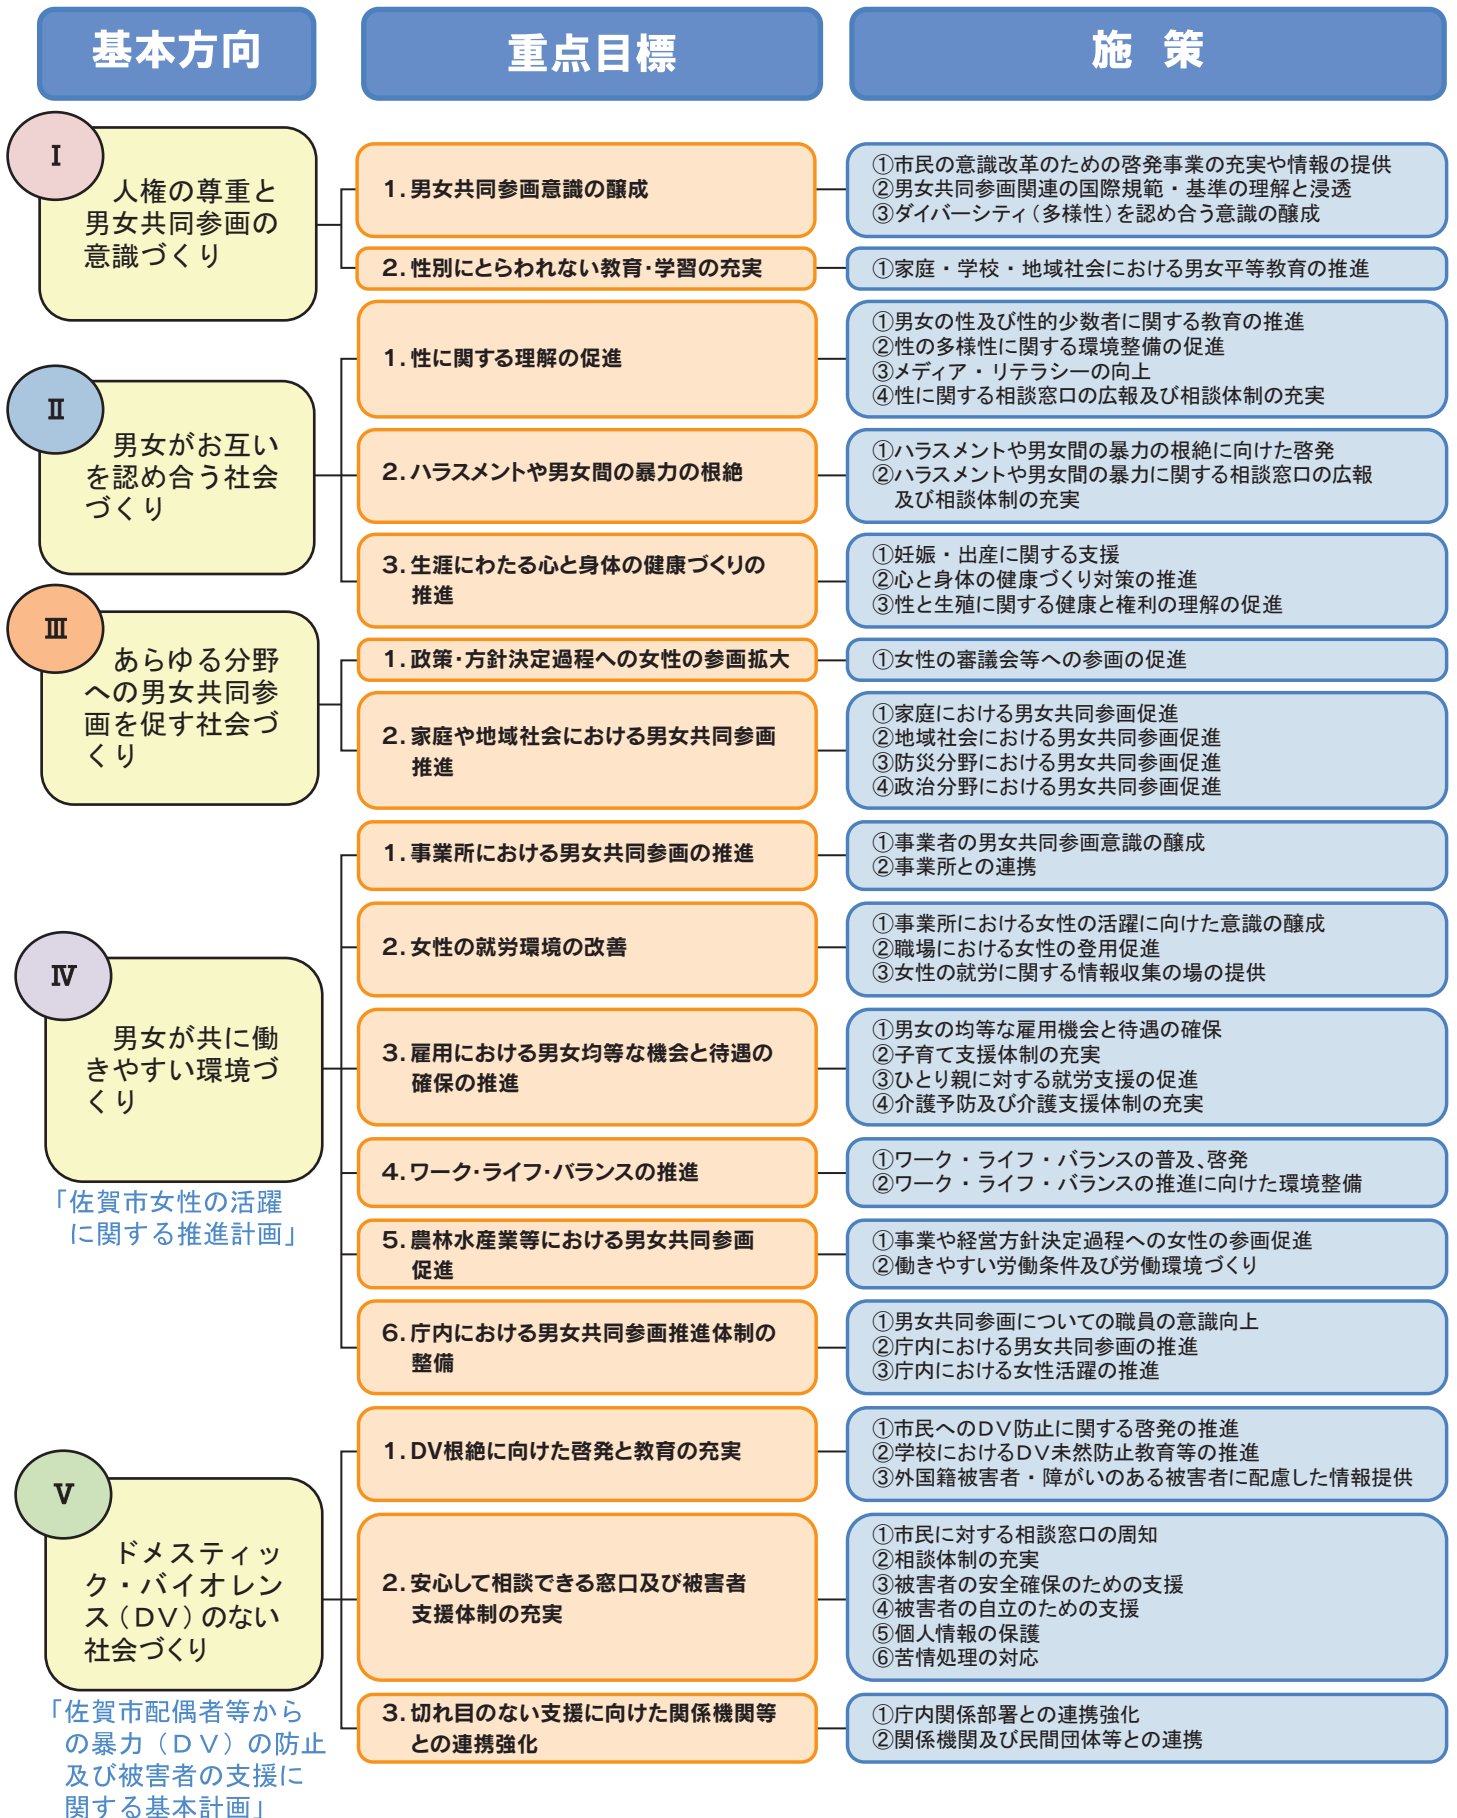 基本方向
重点目標
施 策
Ⅰ
人権の尊重と
男女共同参画の
意識づくり
1. 男女共同参画意識の醸成
①市民の意識改革のための啓発事業の充実や情報の提供
②男女共同参画関連の国際規範・基準の理解と浸透
③ダイバーシティ（多様性）を認め合う意識の醸成
2. 性別にとらわれない教育・学習の充実
①家庭・学校・地域社会における男女平等教育の推進
Ⅱ
男女がお互い
を認め合う社会
づくり
1. 性に関する理解の促進
①男女の性及び性的少数者に関する教育の推進
②性の多様性に関する環境整備の促進
③メディア・リテラシーの向上
④性に関する相談窓口の広報及び相談体制の充実
2. ハラスメントや男女間の暴力の根絶
①ハラスメントや男女間の暴力の根絶に向けた啓発
②ハラスメントや男女間の暴力に関する相談窓口の広報
及び相談体制の充実
3. 生涯にわたる心と身体の健康づくりの
推進
①妊娠・出産に関する支援
②心と身体の健康づくり対策の推進
③性と生殖に関する健康と権利の理解の促進
Ⅲ
あらゆる分野
への男女共同参
画を促す社会づ
くり
1. 政策・方針決定過程への女性の参画拡大
①女性の審議会等への参画の促進
2. 家庭や地域社会における男女共同参画
推進
①家庭における男女共同参画促進
②地域社会における男女共同参画促進
③防災分野における男女共同参画促進
④政治分野における男女共同参画促進
Ⅳ
男女が共に働
きやすい環境づ
くり
「佐賀市女性の活躍
に関する推進計画」
1. 事業所における男女共同参画の推進
①事業者の男女共同参画意識の醸成
②事業所との連携
2. 女性の就労環境の改善
①事業所における女性の活躍に向けた意識の醸成
②職場における女性の登用促進
③女性の就労に関する情報収集の場の提供
3. 雇用における男女均等な機会と待遇の
確保の推進
①男女の均等な雇用機会と待遇の確保
②子育て支援体制の充実
③ひとり親に対する就労支援の促進
④介護予防及び介護支援体制の充実
4. ワーク・ライフ・バランスの推進
①ワーク・ライフ・バランスの普及、啓発
②ワーク・ライフ・バランスの推進に向けた環境整備
5. 農林水産業等における男女共同参画
促進
①事業や経営方針決定過程への女性の参画促進
②働きやすい労働条件及び労働環境づくり
6. 庁内における男女共同参画推進体制の
整備
①男女共同参画についての職員の意識向上
②庁内における男女共同参画の推進
③庁内における女性活躍の推進
Ⅴ
ドメスティッ
ク・バイオレン
ス（ＤＶ）のない
社会づくり
「佐賀市配偶者等から
の暴力（ＤＶ）の防止
及び被害者の支援に
関する基本計画」
1. DV根絶に向けた啓発と教育の充実
①市民へのＤＶ防止に関する啓発の推進
②学校におけるＤＶ未然防止教育等の推進
③外国籍被害者・障がいのある被害者に配慮した情報提供
2. 安心して相談できる窓口及び被害者
支援体制の充実
①市民に対する相談窓口の周知
②相談体制の充実
③被害者の安全確保のための支援
④被害者の自立のための支援
⑤個人情報の保護
⑥苦情処理の対応
3. 切れ目のない支援に向けた関係機関等
との連携強化
①庁内関係部署との連携強化
②関係機関及び民間団体等との連携